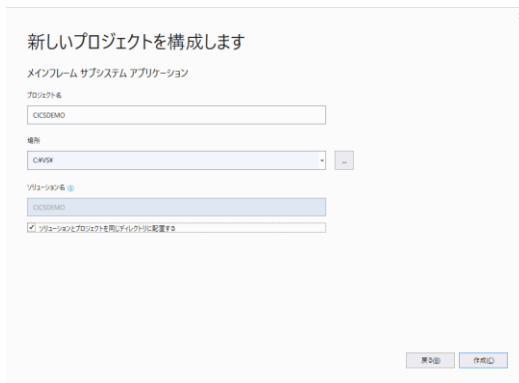 新しいプロジェクトを構成します
メインフレーム サブシステム アプリケーション
プロジェクト名
CICSDEMO
場所
C:¥VS¥
...
ソリューション名
CICSDEMO
ソリューションとプロジェクトを同じディレクトリに配置する
戻る(B)
作成(C)